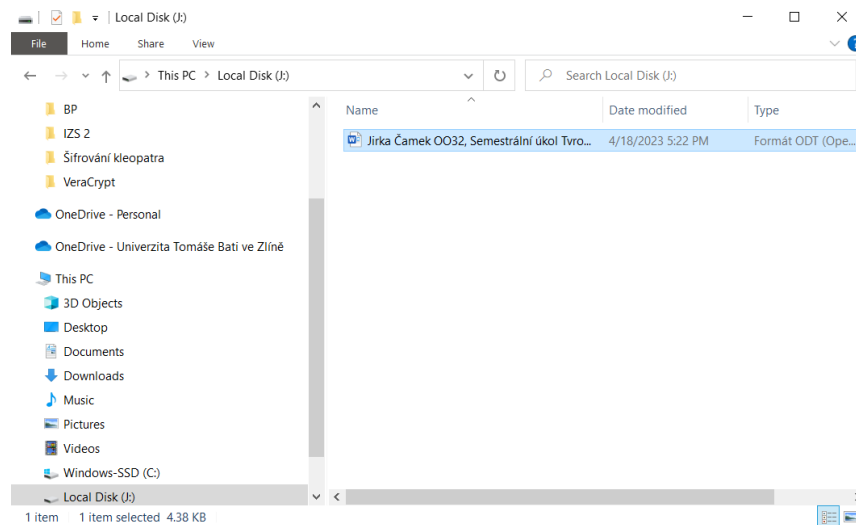 Local Disk (J:)
File Home Share View
This PC > Local Disk (J:) Search Local Disk (J:)
Name Date modified Type
Jirka Čamek OO32, Semestrální úkol Tvro... 4/18/2023 5:22 PM Formát ODT (Ope...
BP
IZS 2
Šifrování kleopatra
VeraCrypt
OneDrive - Personal
OneDrive - Univerzita Tomáše Bati ve Zlíně
This PC
3D Objects
Desktop
Documents
Downloads
Music
Pictures
Videos
Windows-SSD (C:)
Local Disk (J:)
1 item 1 item selected 4.38 KB